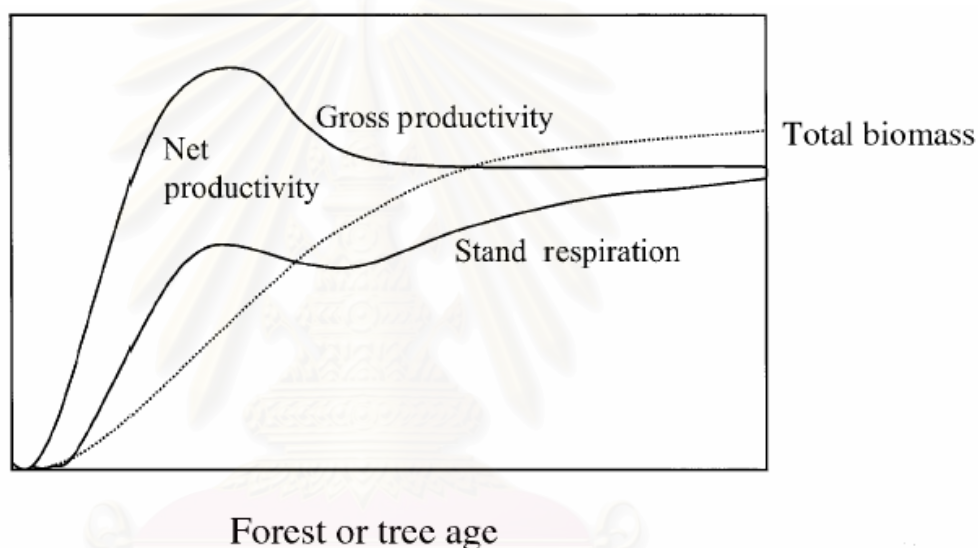 Gross productivity
Total biomass
Net
productivity
Stand respiration
Forest or tree age